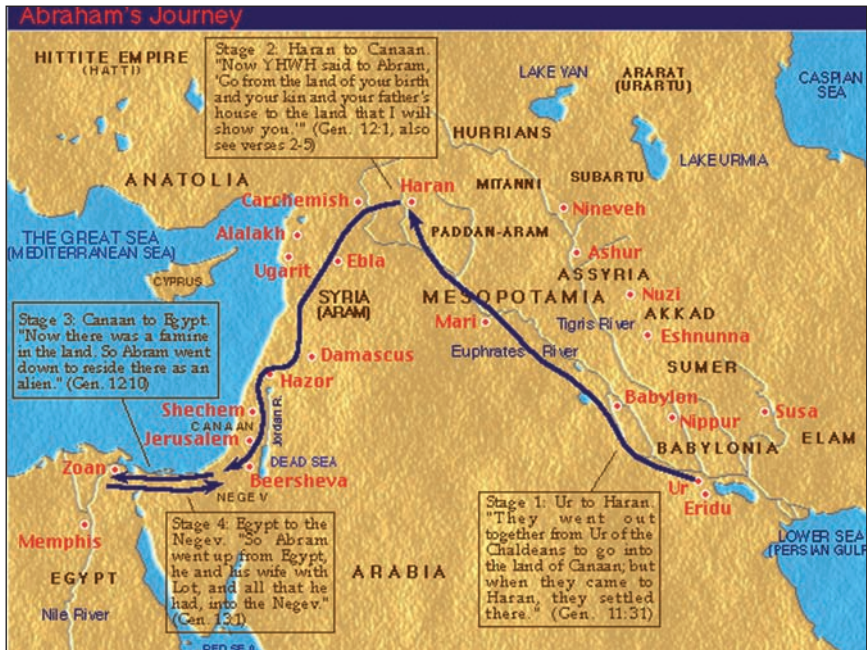 Abraham's Journey
HITTITE EMPIRE
(HATTI)
Stage 2: Haran to Canaan.
"Now YHWH said to Abram,
'Go from the land of your birth
and your kin and your father's
house to the land that I will
show you.'" (Gen. 12:1, also
see verses 2-5)
LAKE VAN
ARARAT
(URARTU)
CASPIAN
SEA
HURRIANS
LAKE URMIA
ANATOLIA
Carchemish
Haran
MITANNI
SUBARTU
Nineveh
THE GREAT SEA
(MEDITERRANEAN SEA)
Alalakh
PADDAN-ARAM
Ashur
CYPRUS
Ugarit
Ebla
ASSYRIA
SYRIA
(ARAM)
MESOPOTAMIA
Nuzi
AKKAD
Stage 3: Canaan to Egypt.
"Now there was a famine
in the land. So Abram went
down to reside there as an
alien." (Gen. 12:10)
Mari
Tigris River
Eshnunna
Euphrates River
Damascus
SUMER
Hazor
Shechem
CANAAN
Jordan R.
Babylon
Nippur
Susa
Jerusalem
BABYLONIA
ELAM
Zoan
DEAD SEA
Beersheva
NEGEV
Ur
Eridu
Stage 4: Egypt to the
Negev. "So Abram
went up from Egypt,
he and his wife with
Lot, and all that he
had, into the Negev."
(Gen. 13:1)
Stage 1: Ur to Haran.
"They went out
together from Ur of the
Chaldeans to go into
the land of Canaan; but
when they came to
Haran, they settled
there." (Gen. 11:31)
Memphis
LOWER SEA
(PERSIAN GULF)
EGYPT
ARABIA
Nile River
RED SEA